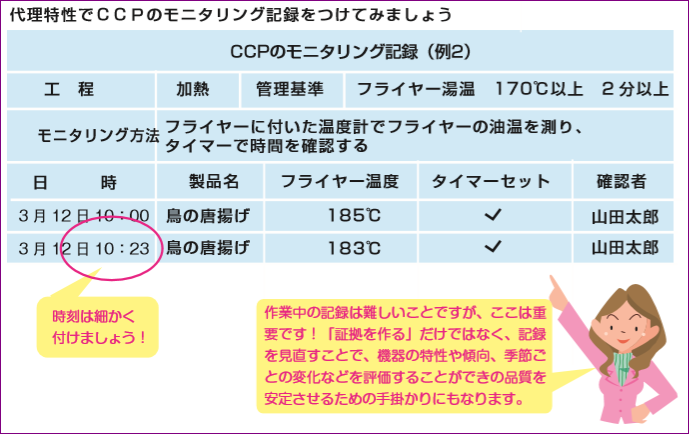 代理特性でCCPのモニタリング記録をつけてみましょう
CCPのモニタリング記録（例2）
工 程 加熱 管理基準 フライヤー湯温 170℃以上 2分以上
モニタリング方法 フライヤーに付いた温度計でフライヤーの油温を測り、
タイマーで時間を確認する
日 時 製品名 フライヤー温度 タイマーセット 確認者
3月12日10：00 鳥の唐揚げ 185℃ ✓ 山田太郎
3月12日10：23 鳥の唐揚げ 183℃ ✓ 山田太郎
時刻は細かく
付けましょう！
作業中の記録は難しいことですが、ここは重
要です！「証拠を作る」だけではなく、記録
を見直すことで、機器の特性や傾向、季節ご
との変化などを評価することができの品質を
安定させるための手掛かりにもなります。